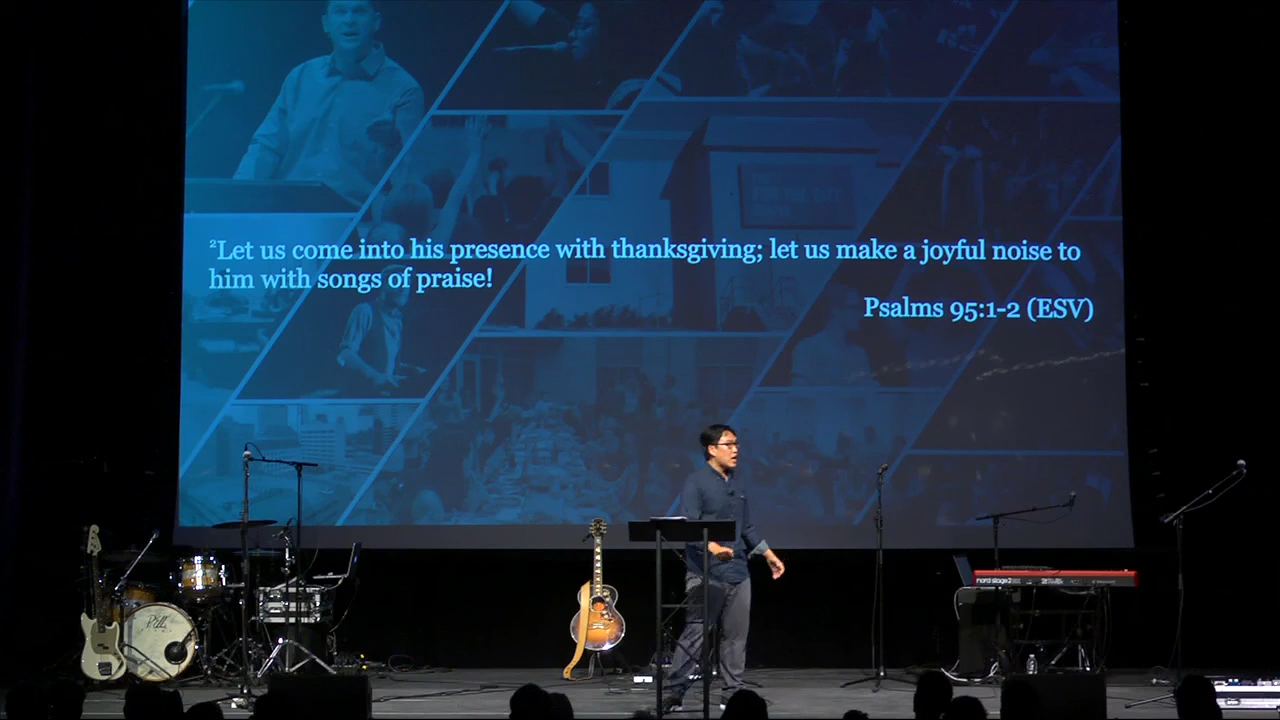 ²Let us come into his presence with thanksgiving; let us make a joyful noise to
him with songs of praise!
Psalms 95:1-2 (ESV)
nord stage 2